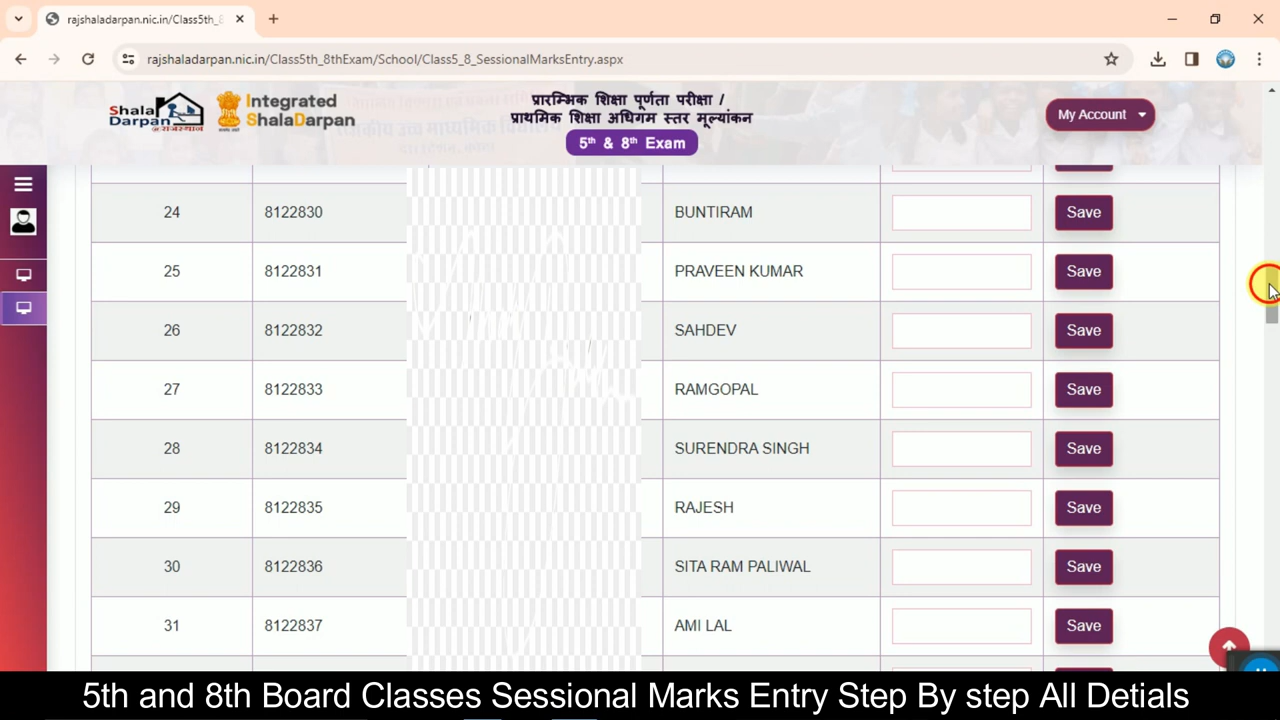 rajshaladarpan.nic.in/Class5th_8
rajshaladarpan.nic.in/Class5th_8thExam/School/Class5_8_SessionalMarksEntry.aspx
Shala Darpan
Integrated ShalaDarpan
प्रारम्भिक शिक्षा पूर्णता परीक्षा /
प्राथमिक शिक्षा अधिगम स्तर मूल्यांकन
5th & 8th Exam
My Account
24 8122830 BUNTIRAM Save
25 8122831 PRAVEEN KUMAR Save
26 8122832 SAHDEV Save
27 8122833 RAMGOPAL Save
28 8122834 SURENDRA SINGH Save
29 8122835 RAJESH Save
30 8122836 SITA RAM PALIWAL Save
31 8122837 AMI LAL Save
5th and 8th Board Classes Sessional Marks Entry Step By step All Detials